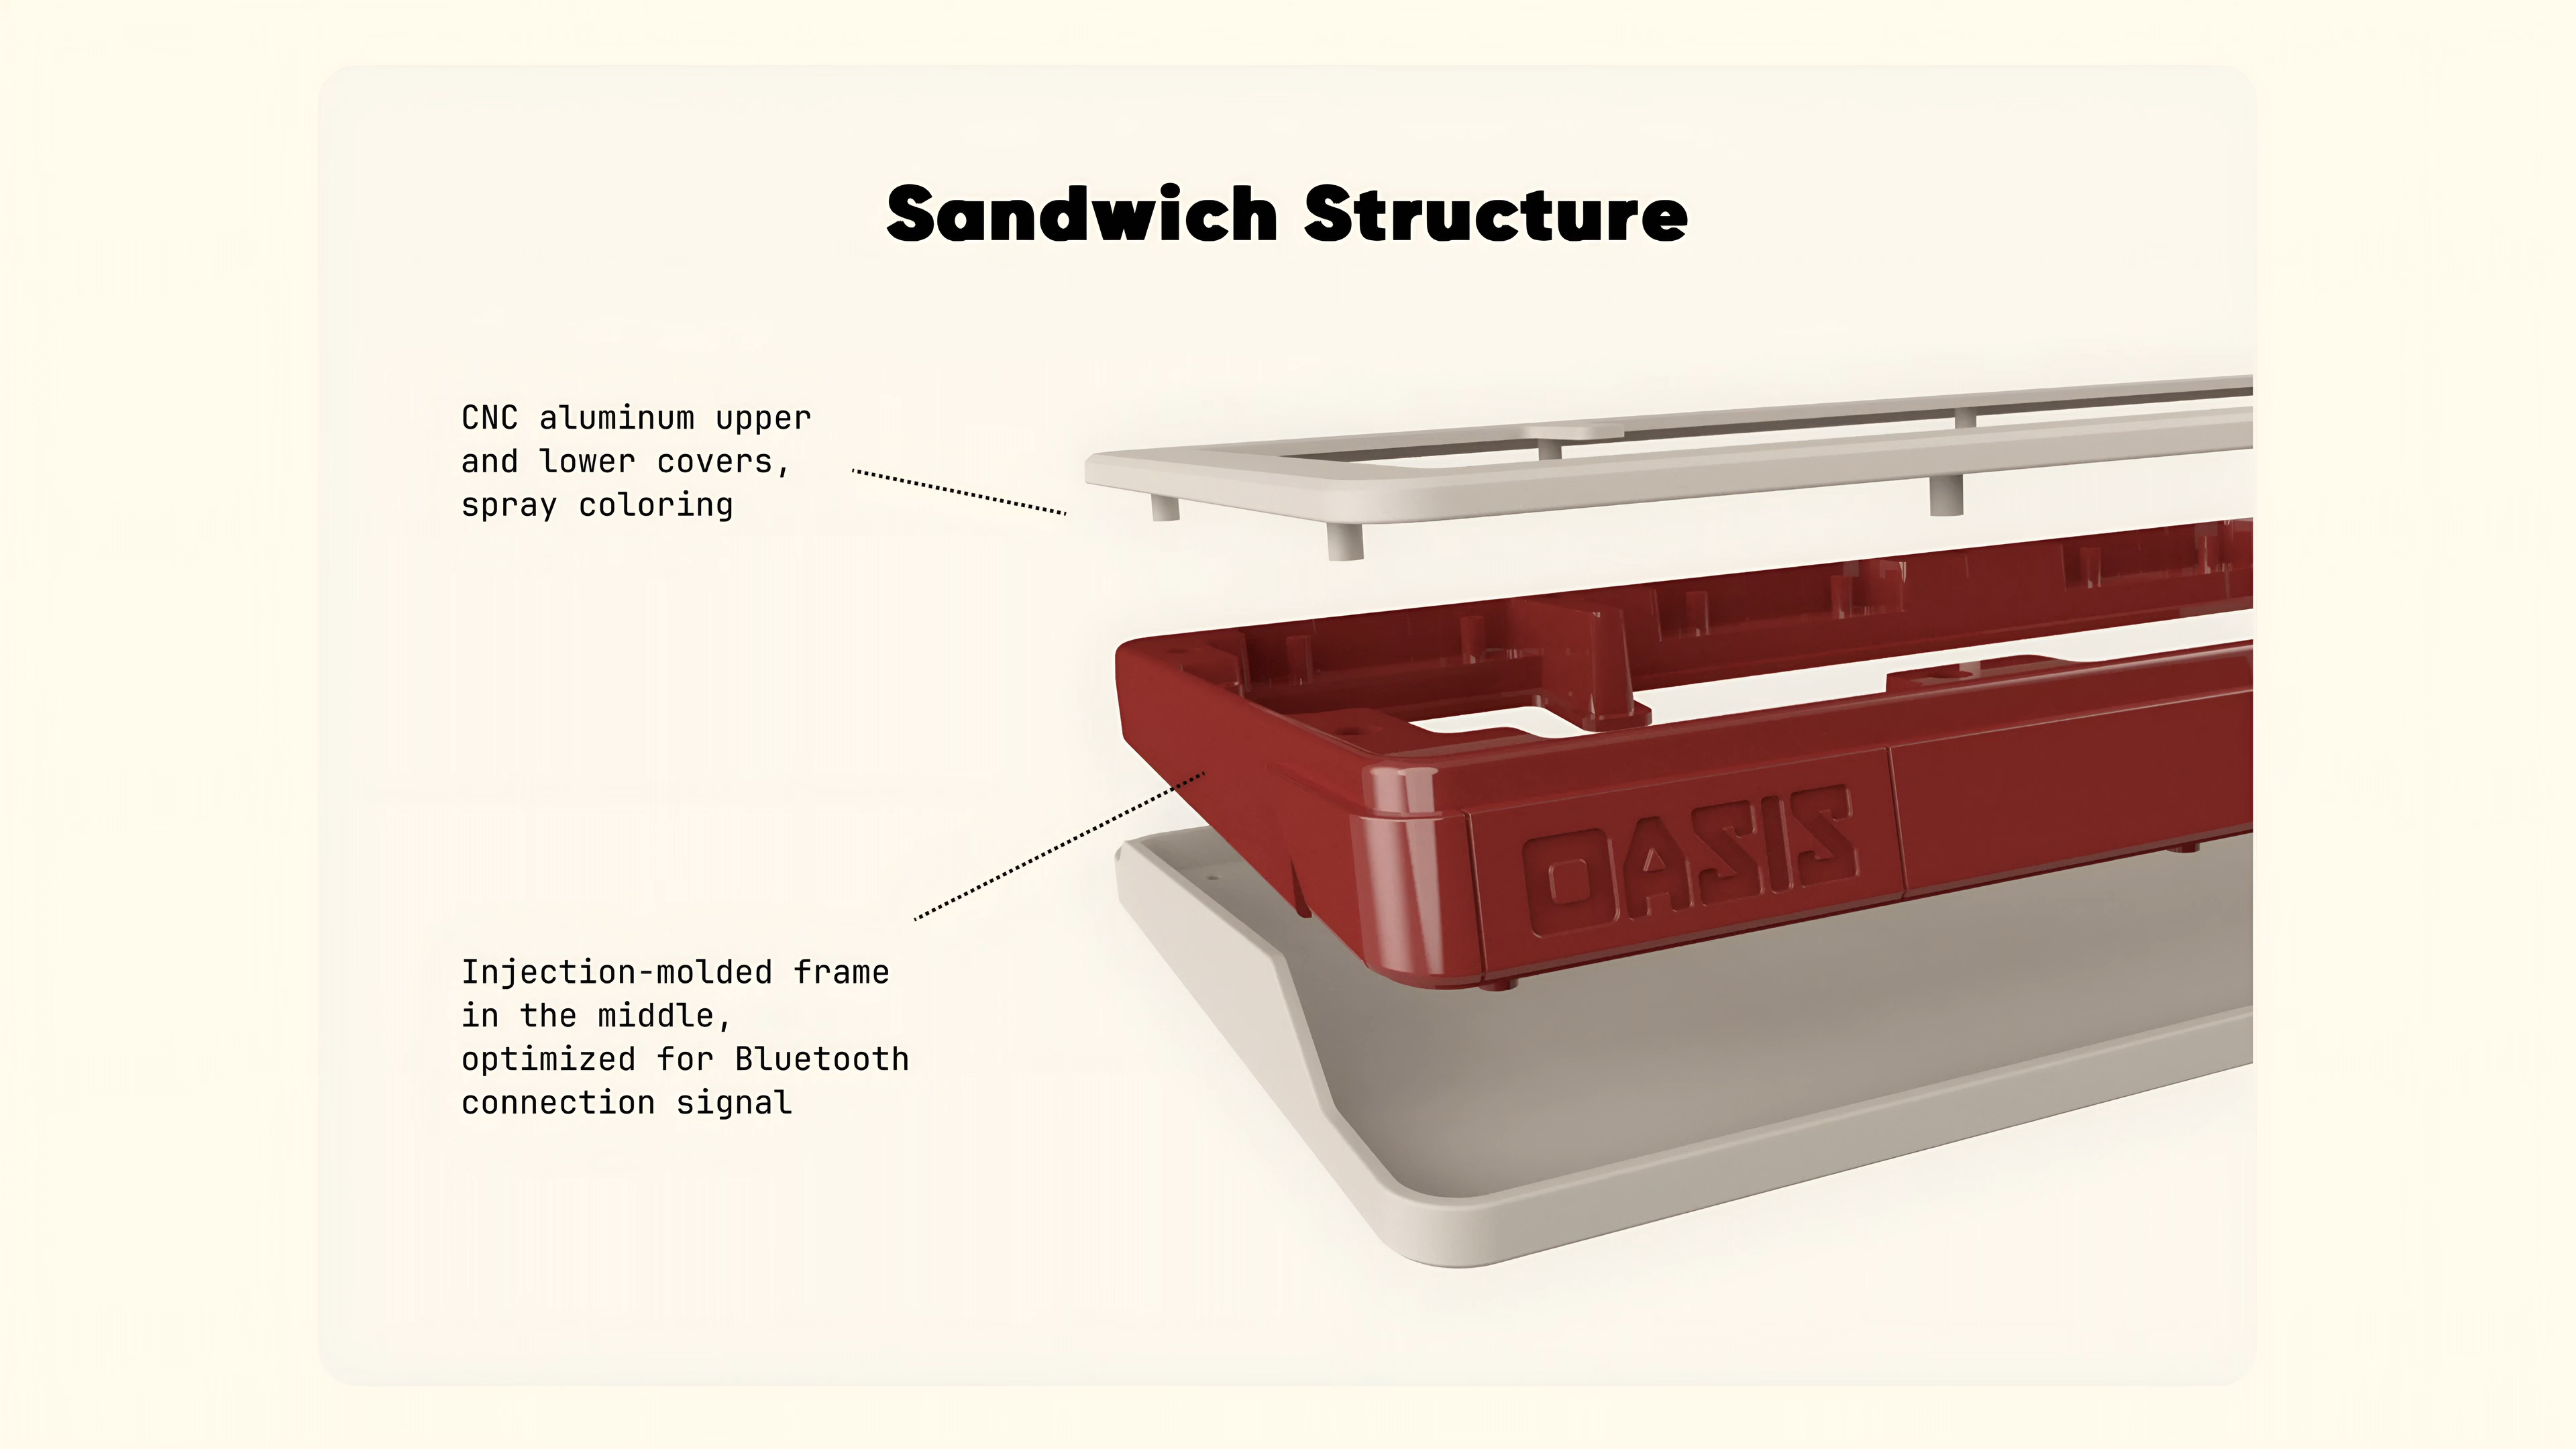 Sandwich Structure
CNC aluminum upper
and lower covers,
spray coloring
OASIS
Injection-molded frame
in the middle,
optimized for Bluetooth
connection signal